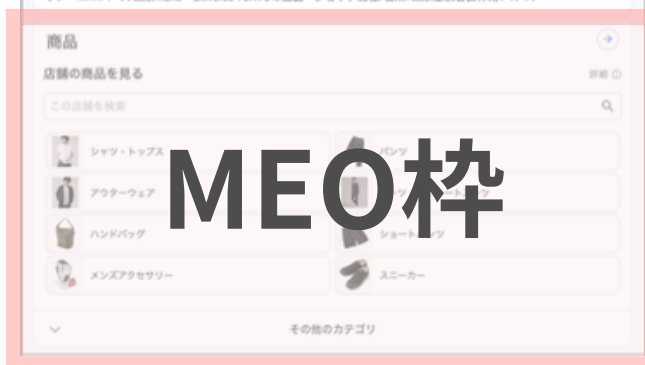 商品
店舗の商品を見る
詳細
この店舗を検索
シャツ・トップス
パンツ
MEO枠
アウターウェア
ハンドバッグ
メンズアクセサリー
スニーカー
その他のカテゴリ